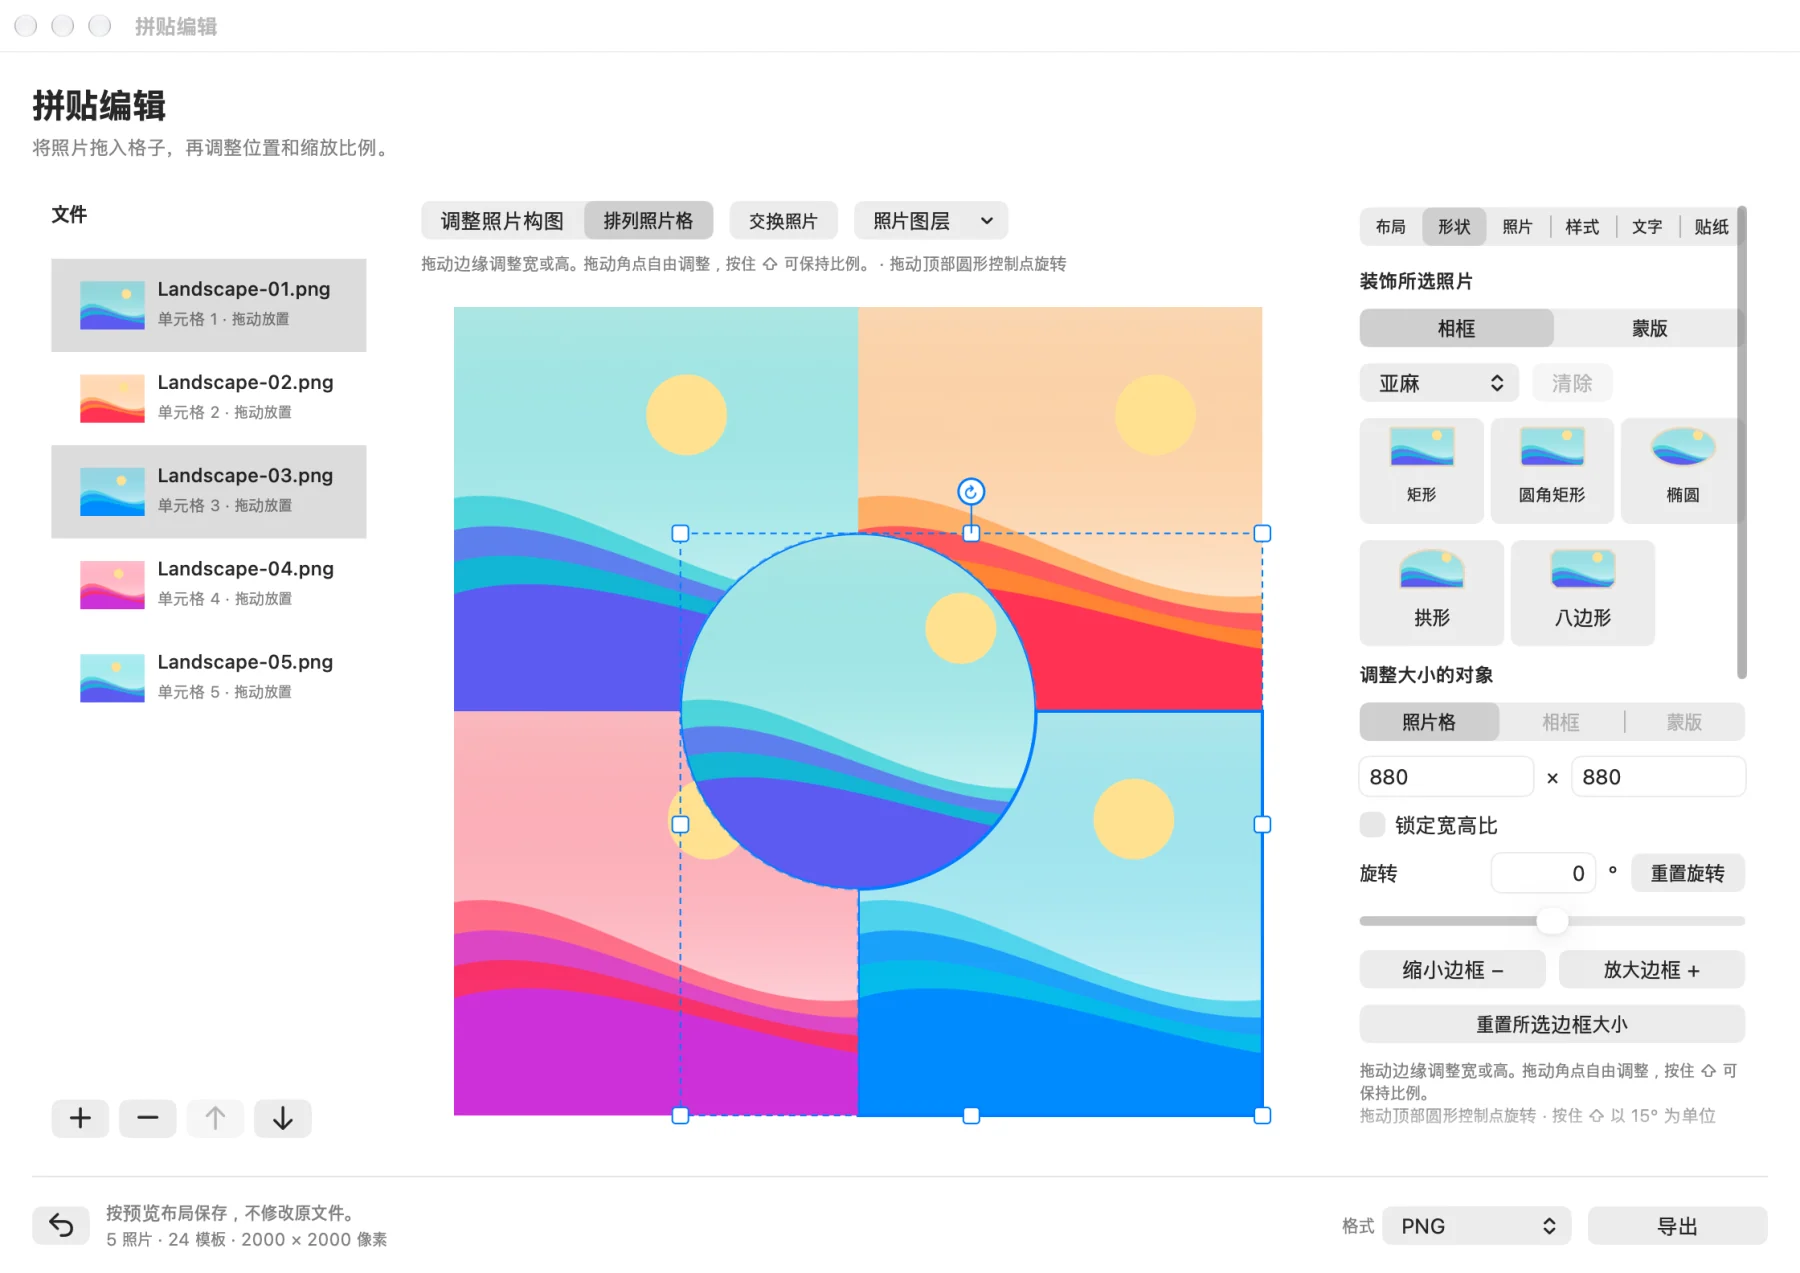 拼贴编辑
拼贴编辑
将照片拖入格子，再调整位置和缩放比例。
文件
Landscape-01.png
单元格 1 · 拖动放置
Landscape-02.png
单元格 2 · 拖动放置
Landscape-03.png
单元格 3 · 拖动放置
Landscape-04.png
单元格 4 · 拖动放置
Landscape-05.png
单元格 5 · 拖动放置
调整照片构图 排列照片格 交换照片 照片图层
拖动边缘调整宽或高。拖动角点自由调整，按住 ⇧ 可保持比例。 · 拖动顶部圆形控制点旋转
布局 形状 照片 样式 文字 贴纸
装饰所选照片
相框 蒙版
亚麻 清除
矩形 圆角矩形 椭圆
拱形 八边形
调整大小的对象
照片格 相框 蒙版
880 × 880
锁定宽高比
旋转 0 ° 重置旋转
缩小边框 − 放大边框 +
重置所选边框大小
拖动边缘调整宽或高。拖动角点自由调整，按住 ⇧ 可
保持比例。
拖动顶部圆形控制点旋转 · 按住 ⇧ 以 15° 为单位
按预览布局保存，不修改原文件。
5 照片 · 24 模板 · 2000 × 2000 像素
格式 PNG 导出